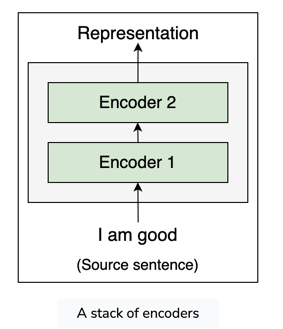 Representation
Encoder 2
Encoder 1
I am good
(Source sentence)
A stack of encoders